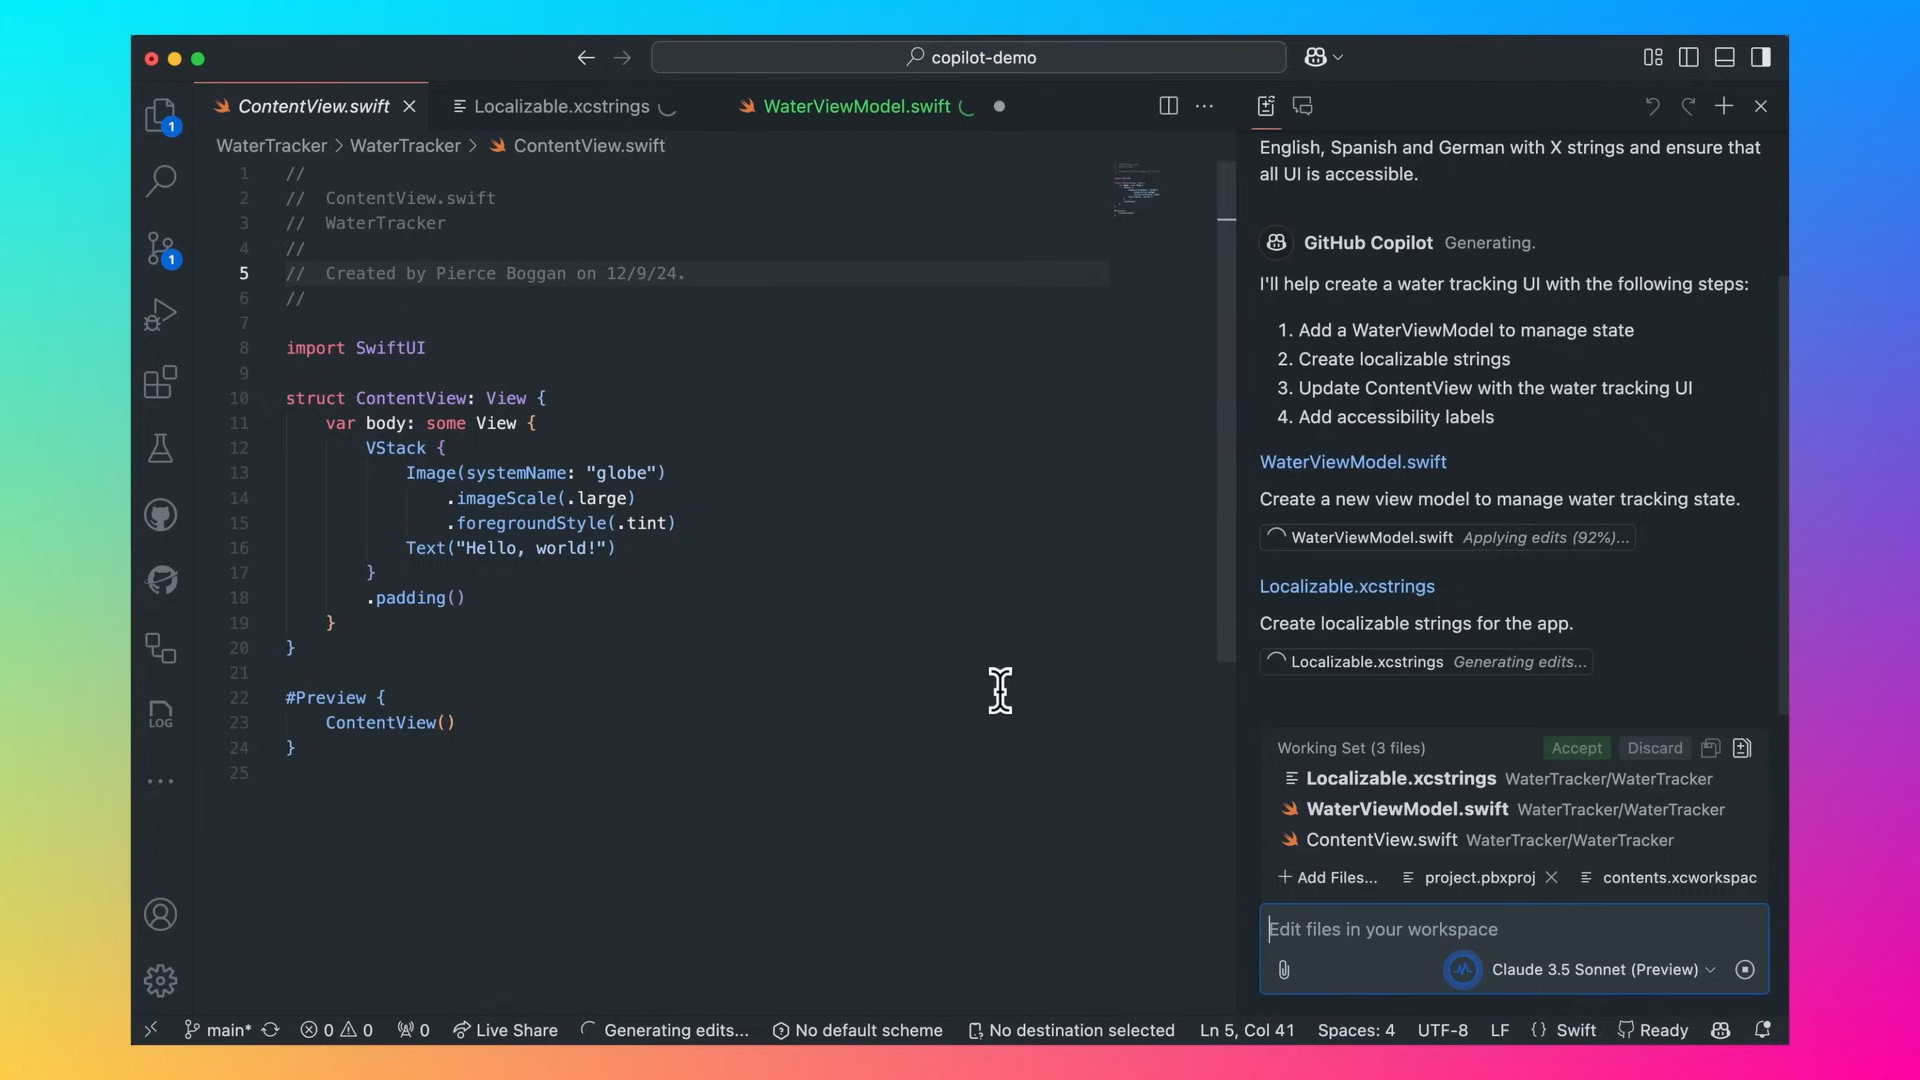 copilot-demo
ContentView.swift
Localizable.xcstrings
WaterViewModel.swift
WaterTracker > WaterTracker > ContentView.swift
1 //
2 // ContentView.swift
3 // WaterTracker
4 //
5 // Created by Pierce Boggan on 12/9/24.
6 //
7
8 import SwiftUI
9
10 struct ContentView: View {
11 var body: some View {
12 VStack {
13 Image(systemName: "globe")
14 .imageScale(.large)
15 .foregroundStyle(.tint)
16 Text("Hello, world!")
17 }
18 .padding()
19 }
20 }
21
22 #Preview {
23 ContentView()
24 }
25
1
1
LOG
English, Spanish and German with X strings and ensure that
all UI is accessible.
GitHub Copilot Generating.
I'll help create a water tracking UI with the following steps:
1. Add a WaterViewModel to manage state
2. Create localizable strings
3. Update ContentView with the water tracking UI
4. Add accessibility labels
WaterViewModel.swift
Create a new view model to manage water tracking state.
WaterViewModel.swift Applying edits (92%)...
Localizable.xcstrings
Create localizable strings for the app.
Localizable.xcstrings Generating edits...
Working Set (3 files) Accept Discard
Localizable.xcstrings WaterTracker/WaterTracker
WaterViewModel.swift WaterTracker/WaterTracker
ContentView.swift WaterTracker/WaterTracker
+ Add Files... project.pbxproj contents.xcworkspac
Edit files in your workspace
Claude 3.5 Sonnet (Preview)
main* 0 0 0 Live Share Generating edits... No default scheme No destination selected Ln 5, Col 41 Spaces: 4 UTF-8 LF {} Swift Ready